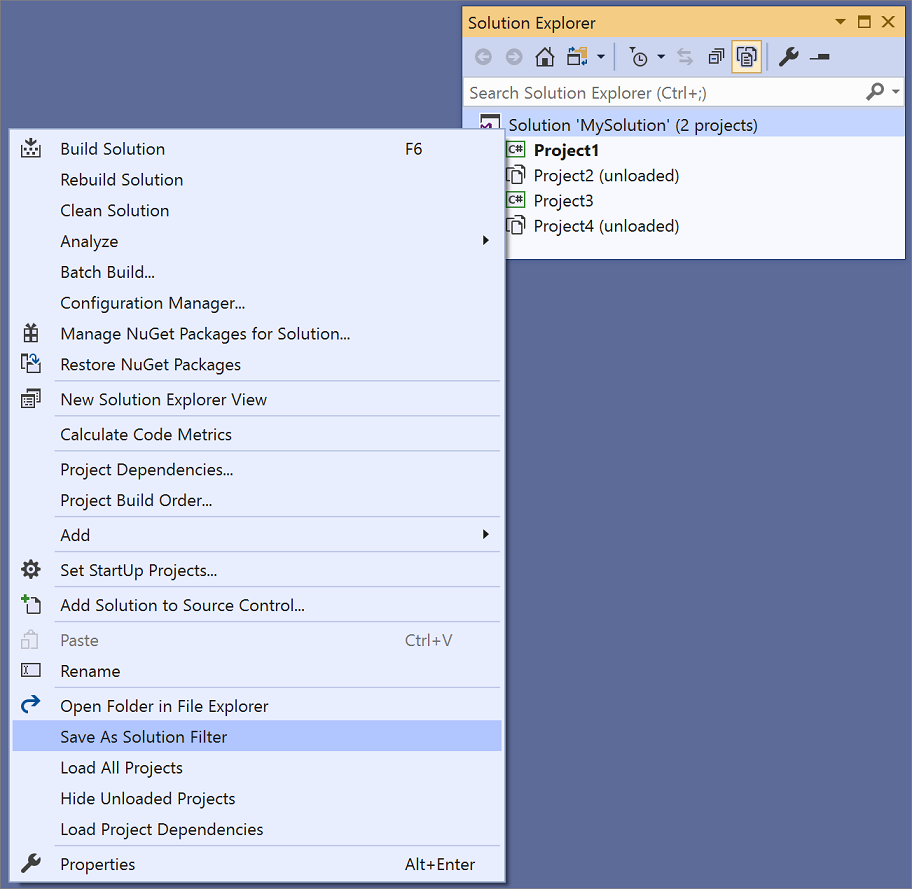 Solution Explorer
Search Solution Explorer (Ctrl+;)
Solution 'MySolution' (2 projects)
C# Project1
Project2 (unloaded)
C# Project3
Project4 (unloaded)
Build Solution F6
Rebuild Solution
Clean Solution
Analyze
Batch Build...
Configuration Manager...
Manage NuGet Packages for Solution...
Restore NuGet Packages
New Solution Explorer View
Calculate Code Metrics
Project Dependencies...
Project Build Order...
Add
Set StartUp Projects...
Add Solution to Source Control...
Paste Ctrl+V
Rename
Open Folder in File Explorer
Save As Solution Filter
Load All Projects
Hide Unloaded Projects
Load Project Dependencies
Properties Alt+Enter